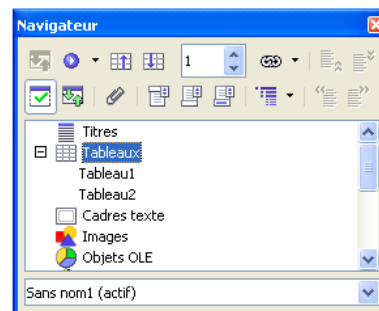 Navigateur
1
Titres
Tableaux
Tableau1
Tableau2
Cadres texte
Images
Objets OLE
Sans nom1 (actif)